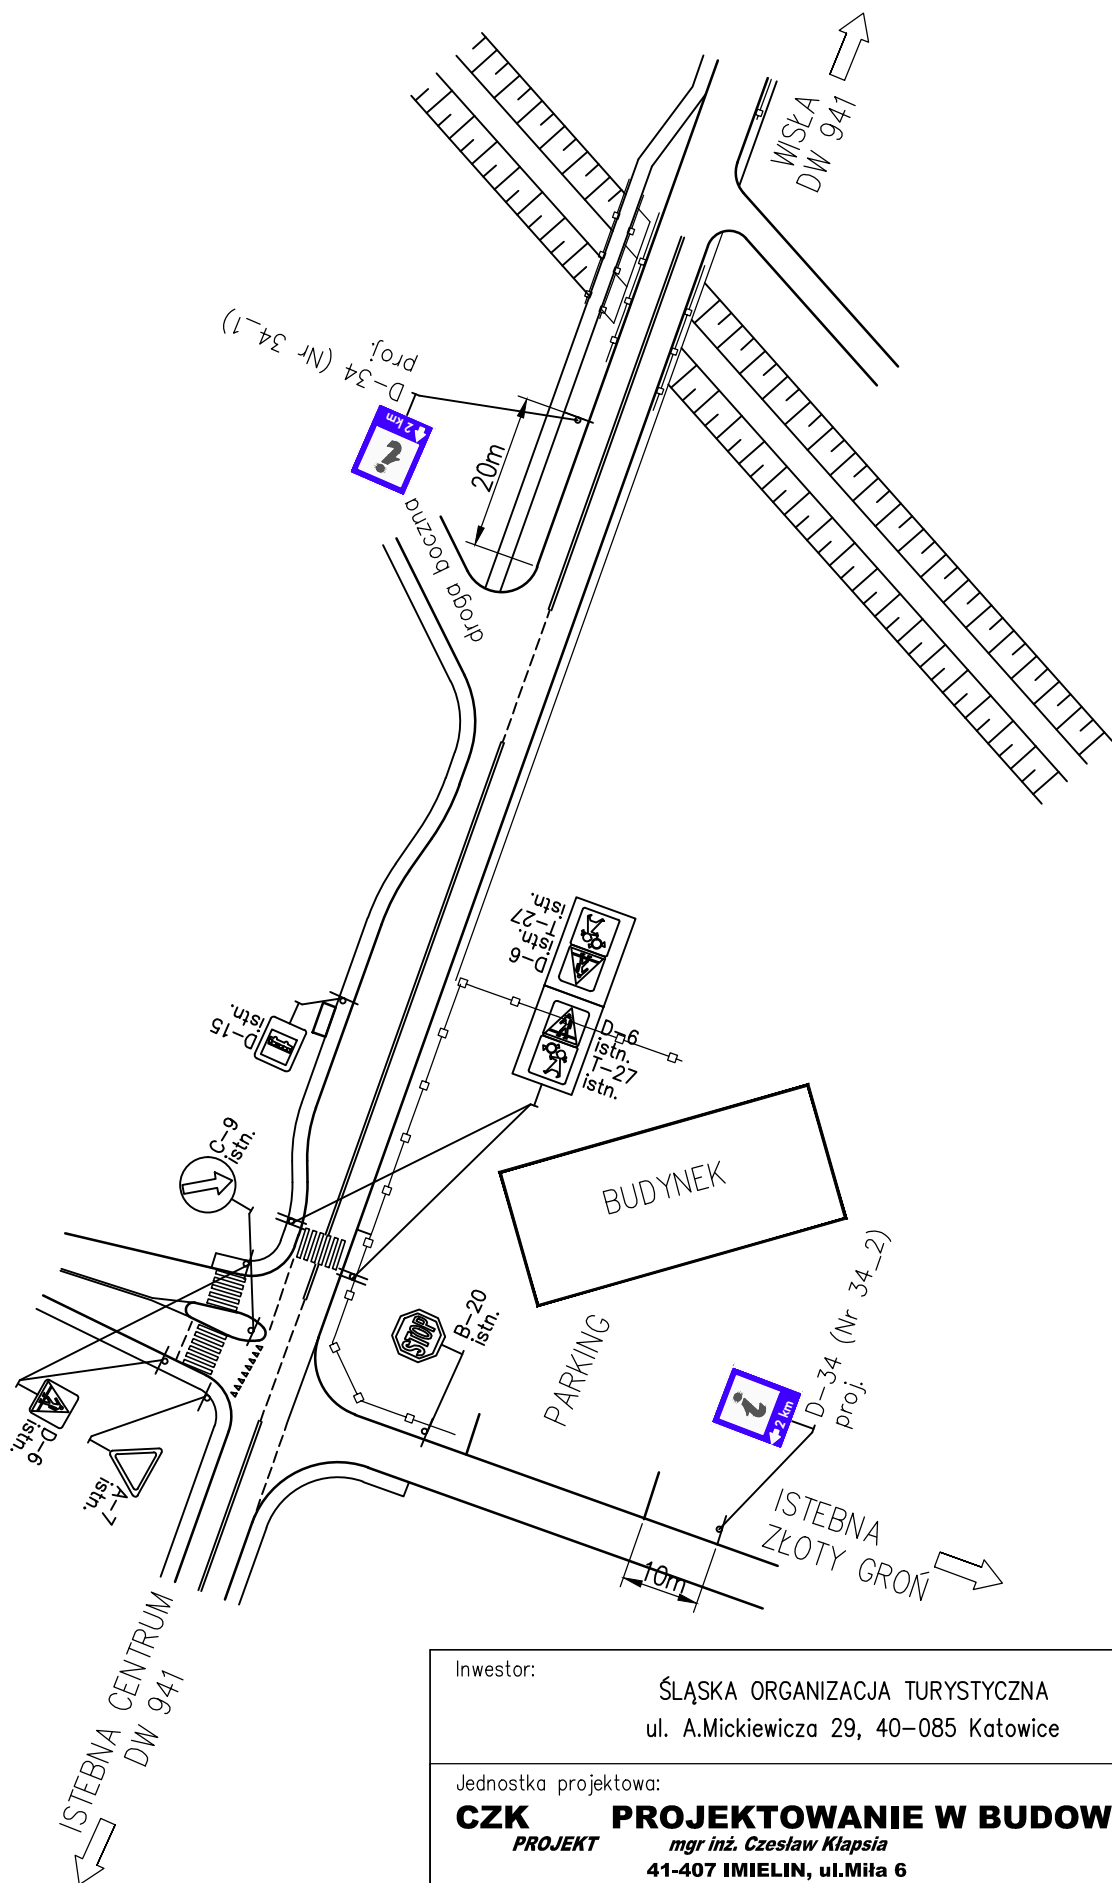 WISŁA
DW 941
D-34 (Nr 34_1)
proj.
2 km
20m
droga boczna
D-6
istn.
T-27
istn.
D-6
istn.
T-27
istn.
D-15
istn.
C-9
istn.
BUDYNEK
STOP
B-20
istn.
PARKING
D-34 (Nr 34_2)
proj.
i
2 km
D-6
istn.
A-7
istn.
10m
ISTEBNA
ZŁOTY GROŃ
ISTEBNA CENTRUM
DW 941
Inwestor:
ŚLĄSKA ORGANIZACJA TURYSTYCZNA
ul. A.Mickiewicza 29, 40-085 Katowice
Jednostka projektowa:
CZK PROJEKTOWANIE W BUDOW
PROJEKT mgr inż. Czesław Kłapsia
41-407 IMIELIN, ul.Miła 6